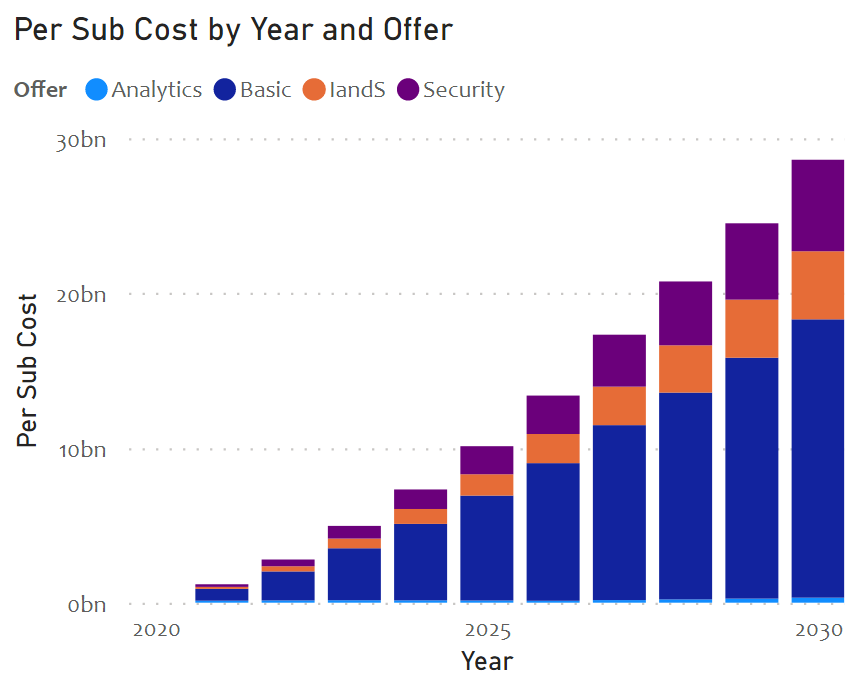 Per Sub Cost by Year and Offer
Offer Analytics Basic IandS Security
30bn
20bn
10bn
0bn
Per Sub Cost
2020 2025 2030
Year